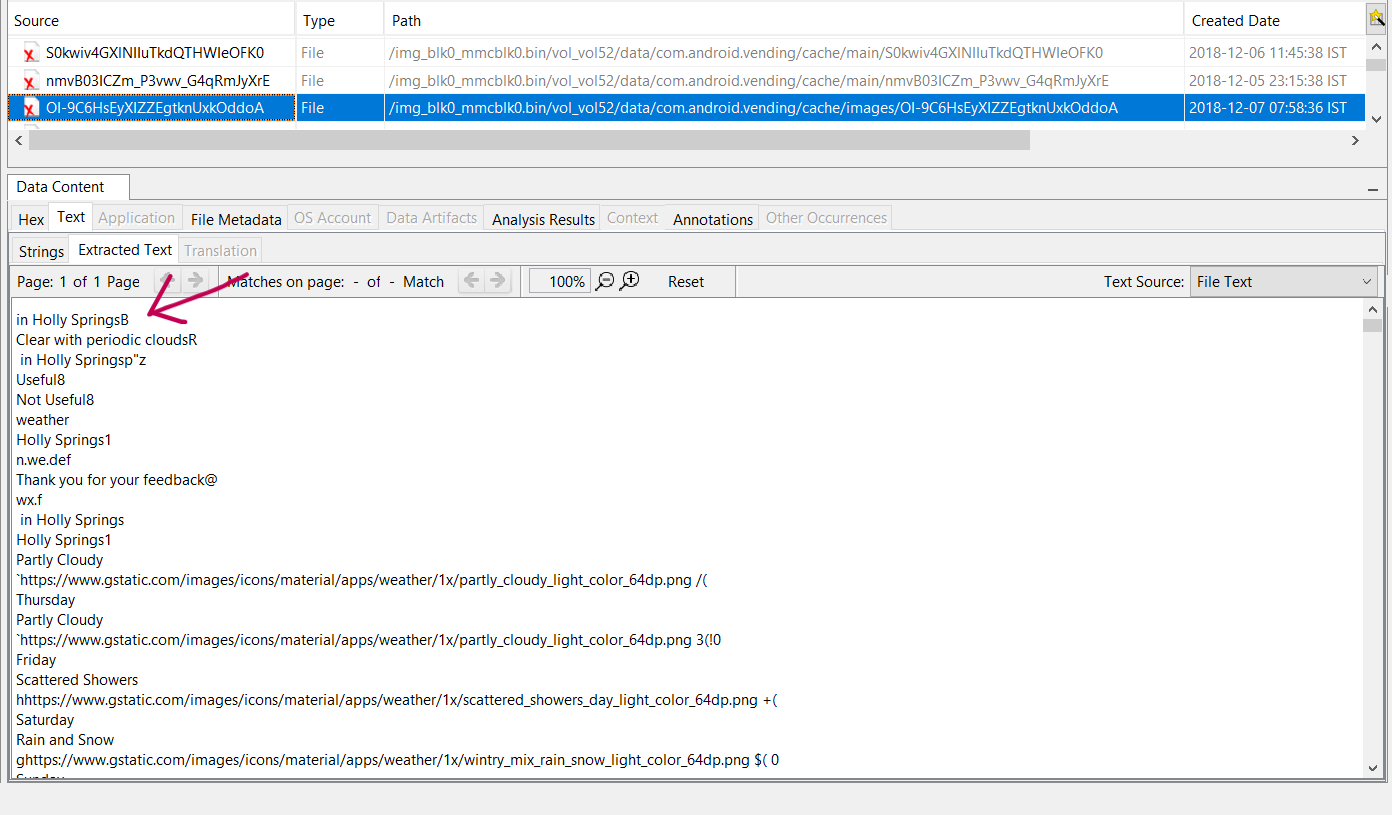 Source Type Path Created Date
S0kwiv4GXlNIIuTkdQTHWIeOFK0 File /img_blk0_mmcblk0.bin/vol_vol52/data/com.android.vending/cache/main/S0kwiv4GXlNIIuTkdQTHWIeOFK0 2018-12-06 11:45:38 IST
nmvB03ICZm_P3vwv_G4qRmJyXrE File /img_blk0_mmcblk0.bin/vol_vol52/data/com.android.vending/cache/main/nmvB03ICZm_P3vwv_G4qRmJyXrE 2018-12-05 23:15:38 IST
OI-9C6HsEyXIZZEgtknUxkOddoA File /img_blk0_mmcblk0.bin/vol_vol52/data/com.android.vending/cache/images/OI-9C6HsEyXIZZEgtknUxkOddoA 2018-12-07 07:58:36 IST
Data Content
Hex Text Application File Metadata OS Account Data Artifacts Analysis Results Context Annotations Other Occurrences
Strings Extracted Text Translation
Page: 1 of 1 Page Matches on page: - of - Match 100% Reset Text Source: File Text
in Holly SpringsB
Clear with periodic cloudsR
in Holly Springsp"z
Useful8
Not Useful8
weather
Holly Springs1
n.we.def
Thank you for your feedback@
wx.f
in Holly Springs
Holly Springs1
Partly Cloudy
`https://www.gstatic.com/images/icons/material/apps/weather/1x/partly_cloudy_light_color_64dp.png /(
Thursday
Partly Cloudy
`https://www.gstatic.com/images/icons/material/apps/weather/1x/partly_cloudy_light_color_64dp.png 3(!0
Friday
Scattered Showers
hhttps://www.gstatic.com/images/icons/material/apps/weather/1x/scattered_showers_day_light_color_64dp.png +(
Saturday
Rain and Snow
ghttps://www.gstatic.com/images/icons/material/apps/weather/1x/wintry_mix_rain_snow_light_color_64dp.png $( 0
Sunday